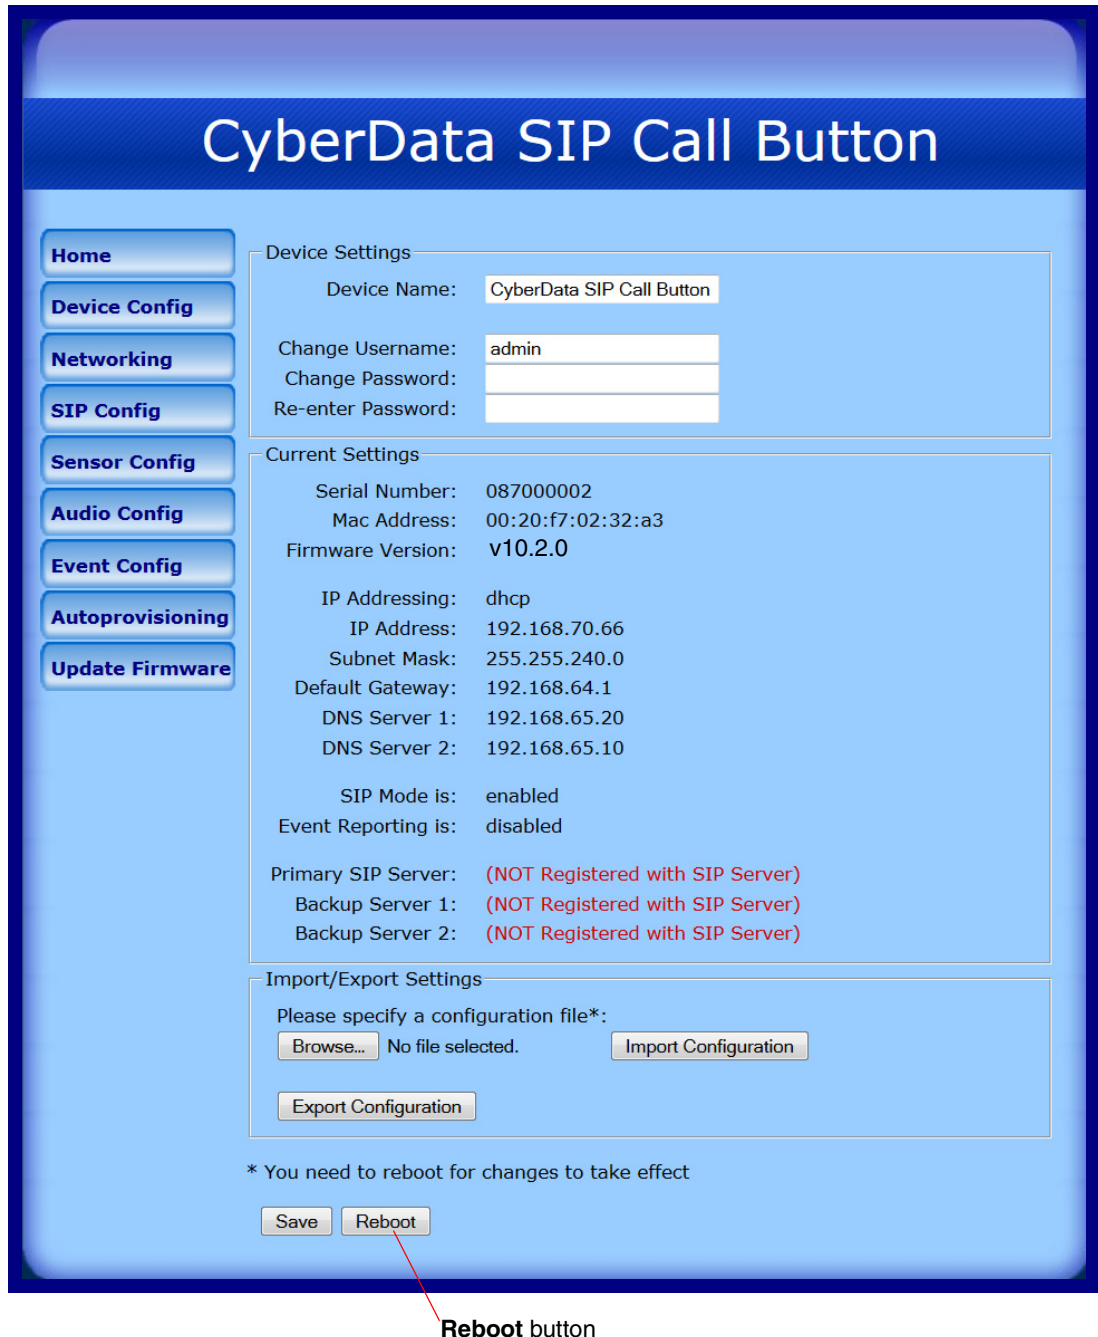 CyberData SIP Call Button
Home
Device Config
Networking
SIP Config
Sensor Config
Audio Config
Event Config
Autoprovisioning
Update Firmware
Device Settings
Device Name: CyberData SIP Call Button
Change Username: admin
Change Password:
Re-enter Password:
Current Settings
Serial Number: 087000002
Mac Address: 00:20:f7:02:32:a3
Firmware Version: v10.2.0
IP Addressing: dhcp
IP Address: 192.168.70.66
Subnet Mask: 255.255.240.0
Default Gateway: 192.168.64.1
DNS Server 1: 192.168.65.20
DNS Server 2: 192.168.65.10
SIP Mode is: enabled
Event Reporting is: disabled
Primary SIP Server: (NOT Registered with SIP Server)
Backup Server 1: (NOT Registered with SIP Server)
Backup Server 2: (NOT Registered with SIP Server)
Import/Export Settings
Please specify a configuration file*:
Browse... No file selected. Import Configuration
Export Configuration
* You need to reboot for changes to take effect
Save Reboot
Reboot button